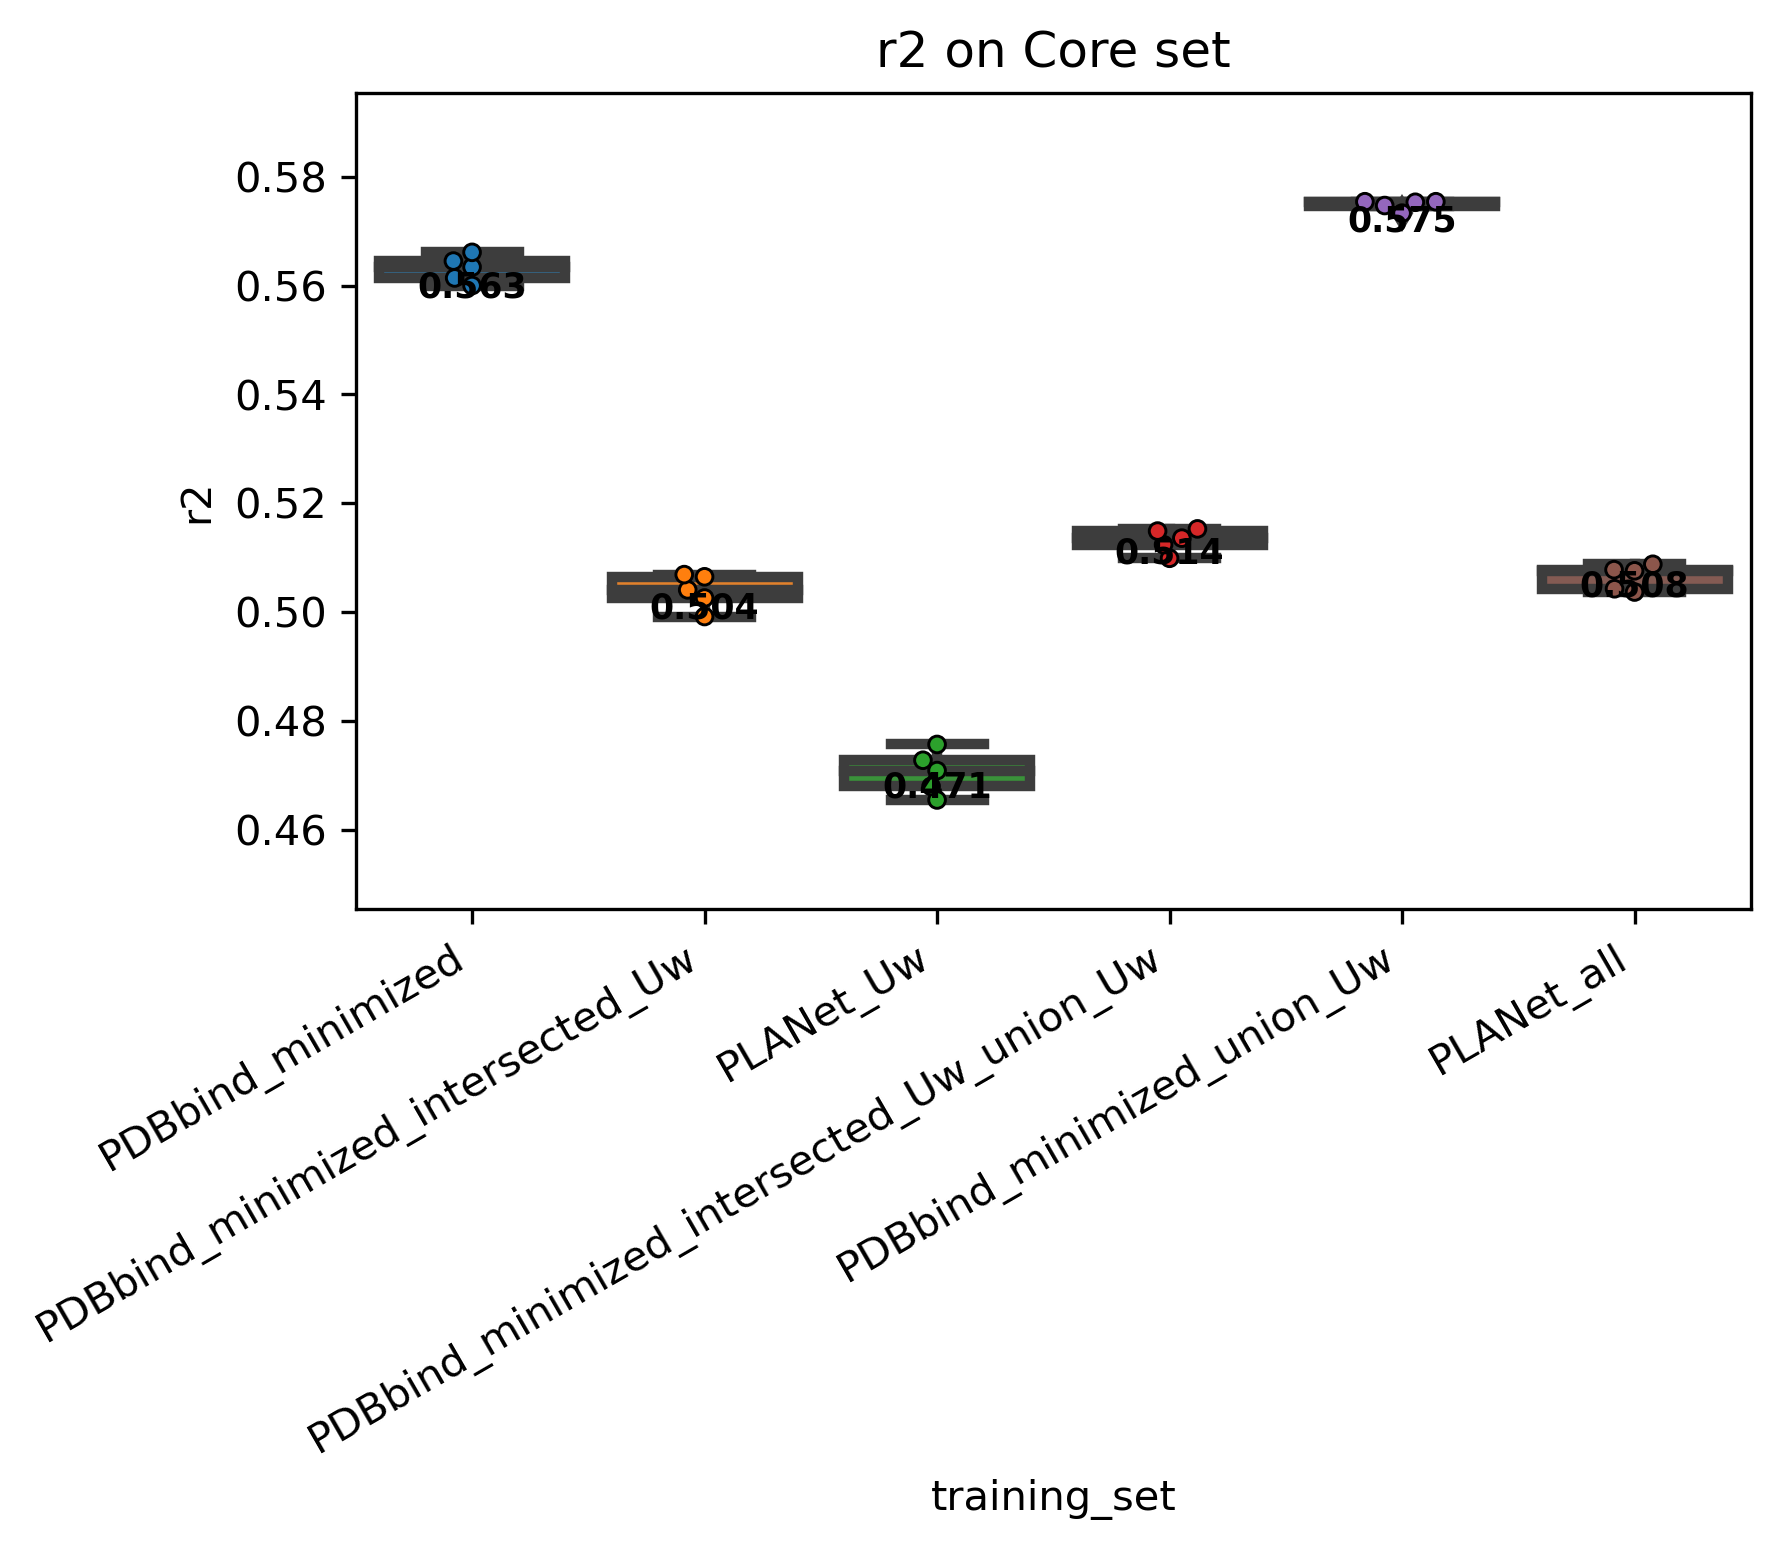 r2 on Core set
r2
0.58
0.56
0.54
0.52
0.50
0.48
0.46
0.563
0.504
0.471
0.514
0.575
0.508
PDBbind_minimized
PDBbind_minimized_intersected_Uw
PLANet_Uw
PDBbind_minimized_intersected_Uw_union_Uw
PDBbind_minimized_union_Uw
PLANet_all
training_set